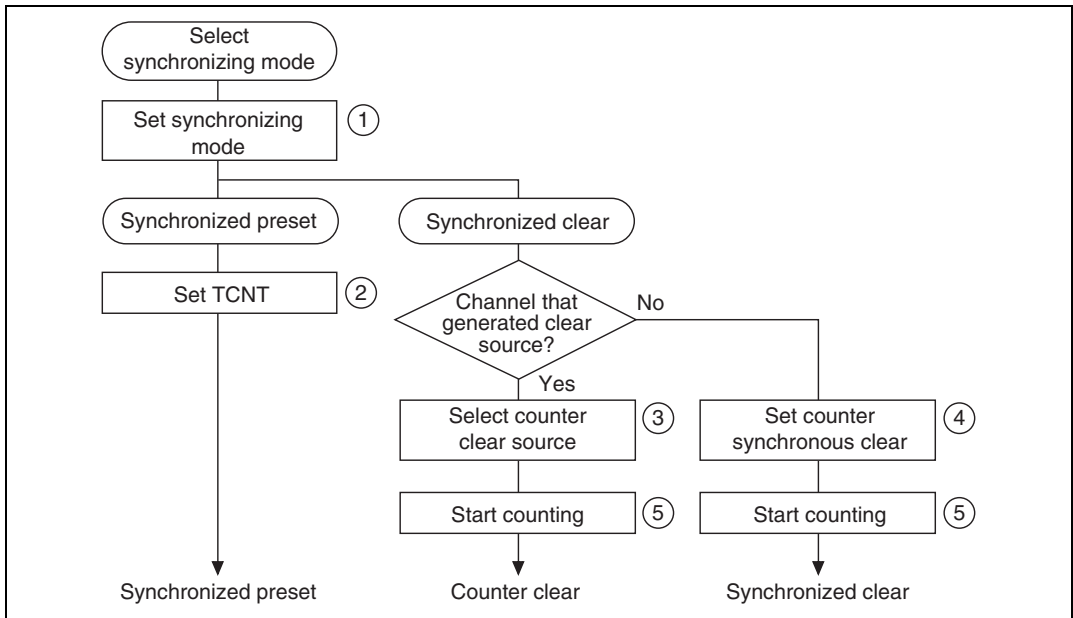 Select
synchronizing mode
Set synchronizing
mode
1
Synchronized preset
Synchronized clear
Set TCNT
2
Channel that
generated clear
source?
No
Yes
Select counter
clear source
3
Set counter
synchronous clear
4
Start counting
5
Start counting
5
Synchronized preset
Counter clear
Synchronized clear